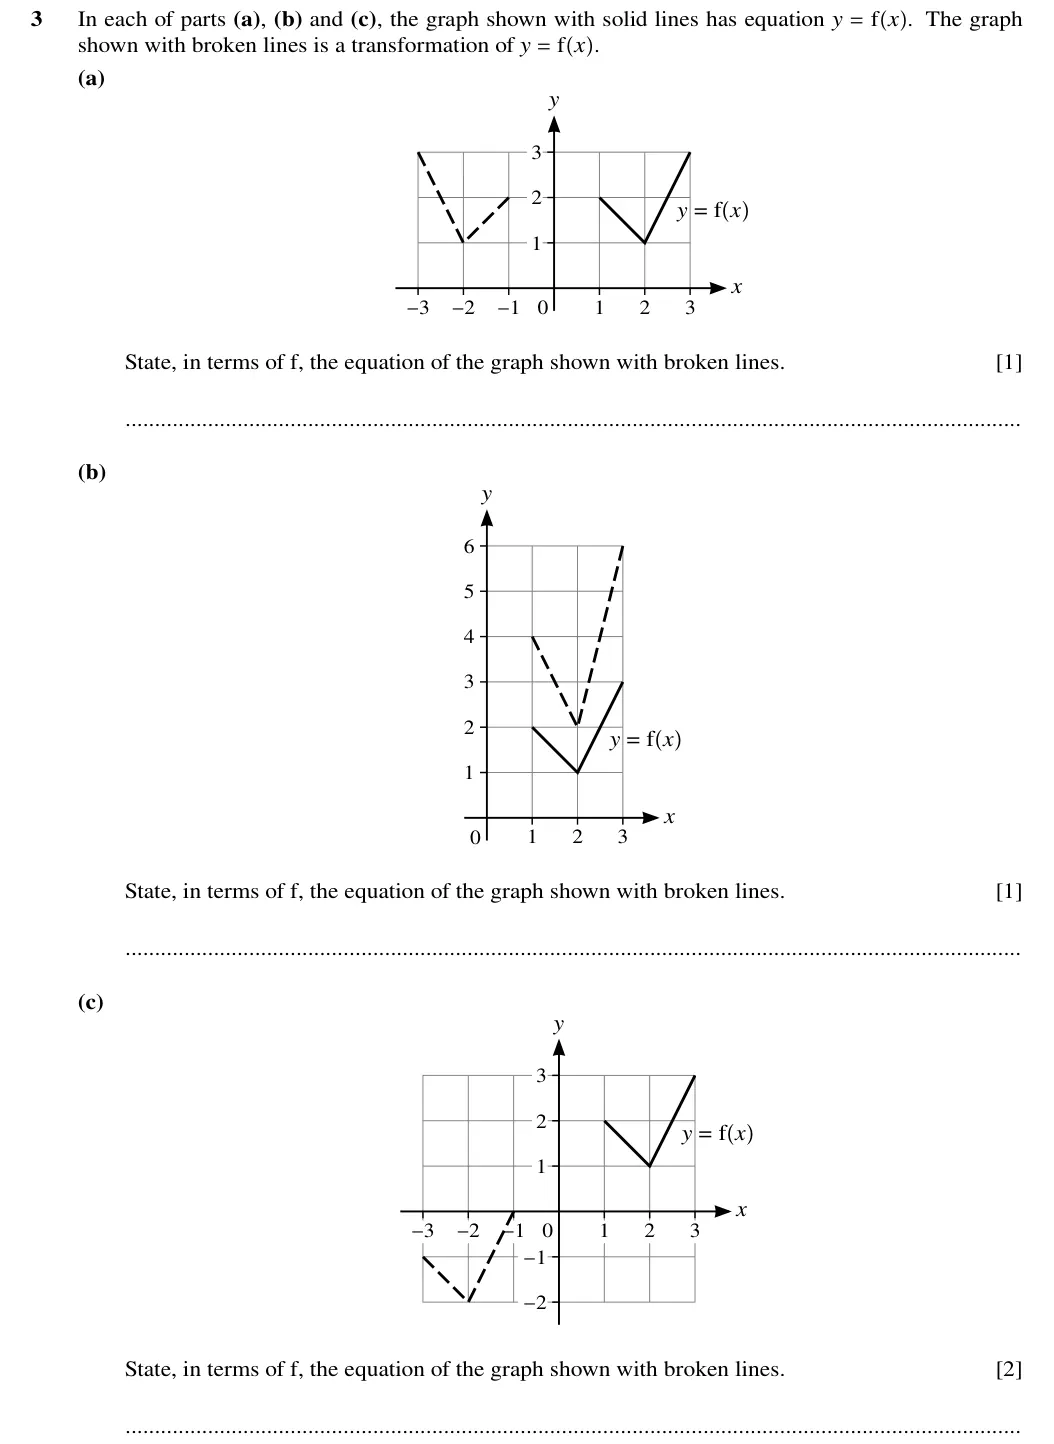 3 In each of parts (a), (b) and (c), the graph shown with solid lines has equation y = f(x). The graph
shown with broken lines is a transformation of y = f(x).
(a)
y
3
2
y = f(x)
1
x
−3 −2 −1 0 1 2 3
State, in terms of f, the equation of the graph shown with broken lines. [1]
(b)
y
6
5
4
3
2
y = f(x)
1
x
0 1 2 3
State, in terms of f, the equation of the graph shown with broken lines. [1]
(c)
y
3
2
y = f(x)
1
x
−3 −2 −1 0 1 2 3
−1
−2
State, in terms of f, the equation of the graph shown with broken lines. [2]